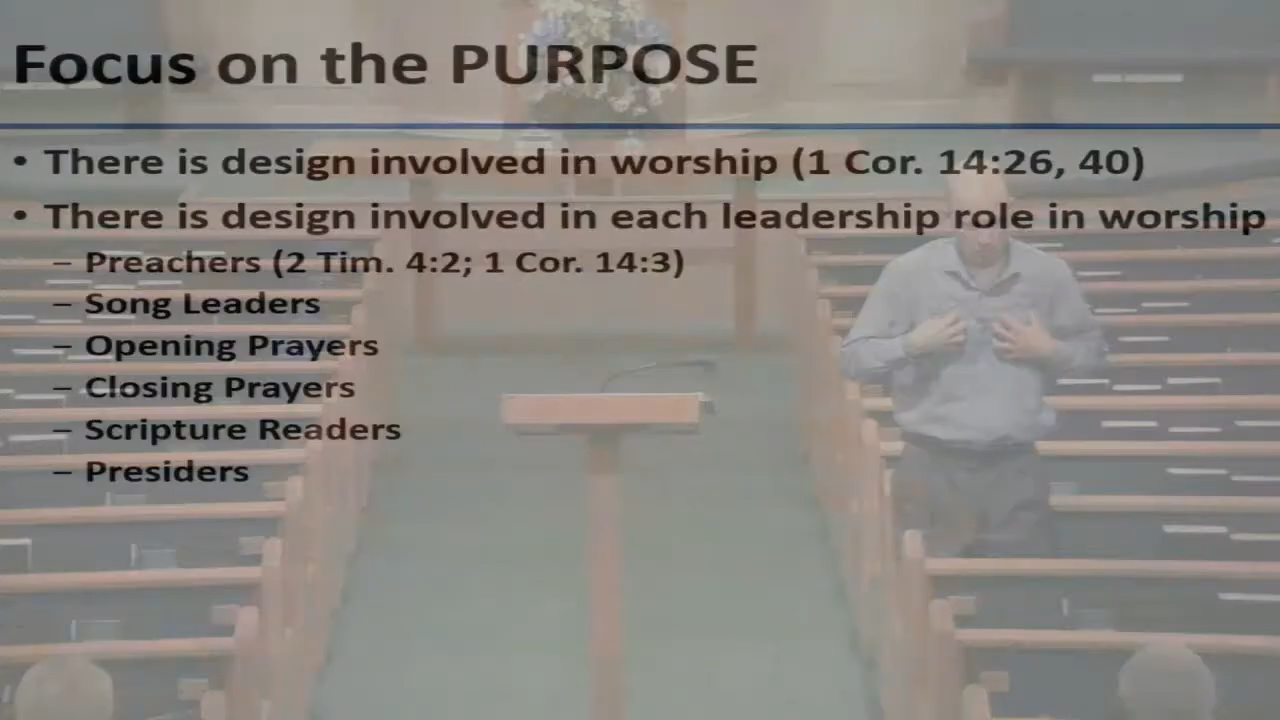 Focus on the PURPOSE
• There is design involved in worship (1 Cor. 14:26, 40)
• There is design involved in each leadership role in worship
– Preachers (2 Tim. 4:2; 1 Cor. 14:3)
– Song Leaders
– Opening Prayers
– Closing Prayers
– Scripture Readers
– Presiders